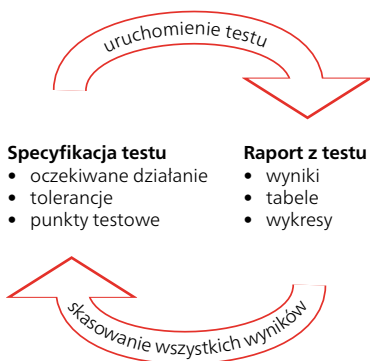 uruchomienie testu
Specyfikacja testu
• oczekiwane działanie
• tolerancje
• punkty testowe
Raport z testu
• wyniki
• tabele
• wykresy
skasowanie wszystkich wyników